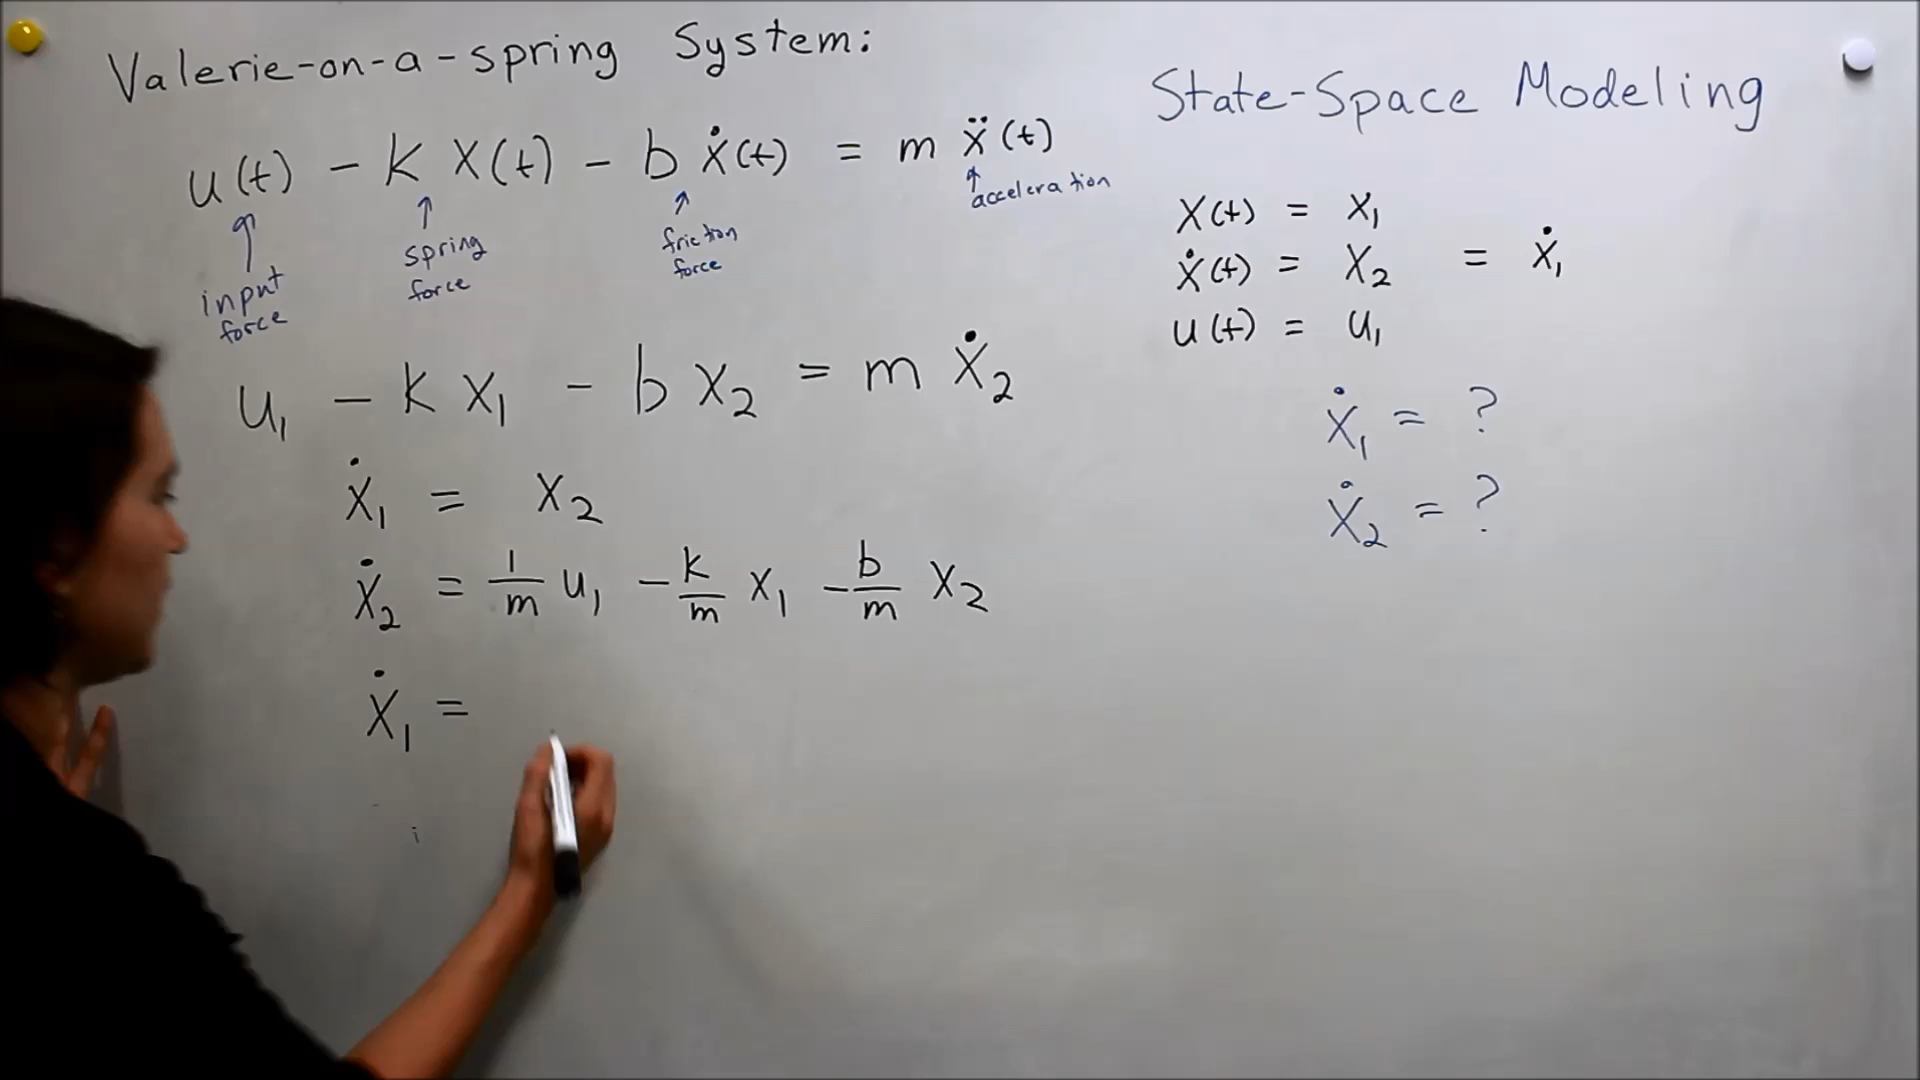 Valerie-on-a-spring System:
u(t) - k x(t) - b ẋ(t) = m ẍ(t)
↑ input force
↑ spring force
↑ friction force
↑ acceleration
u₁ - k x₁ - b x₂ = m ẋ₂
ẋ₁ = x₂
ẋ₂ = 1/m u₁ - k/m x₁ - b/m x₂
ẋ₁ =
State-Space Modeling
x(t) = x₁
ẋ(t) = x₂ = ẋ₁
u(t) = u₁
ẋ₁ = ?
ẋ₂ = ?